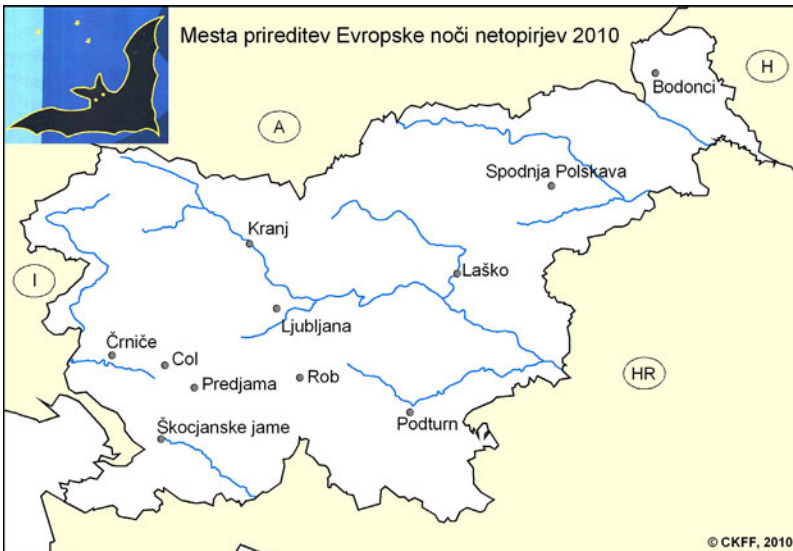 Mesta prireditev Evropske noči netopirjev 2010
H
Bodonci
A
Spodnja Polskava
Kranj
I
Laško
Ljubljana
Črniče
Col
HR
Predjama
Rob
Podturn
Škocjanske jame
© CKFF, 2010